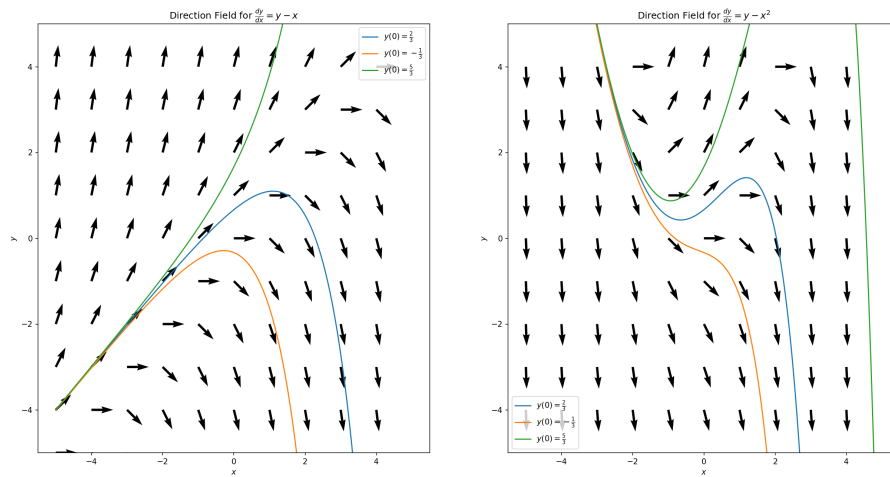 Direction Field for dy/dx = y − x
y(0) = 2/3
y(0) = −1/3
y(0) = 5/3
y
4
2
0
−2
−4
−4
−2
0
2
4
x
Direction Field for dy/dx = y − x²
y
4
2
0
−2
−4
y(0) = 2/3
y(0) = −1/3
y(0) = 5/3
−4
−2
0
2
4
x